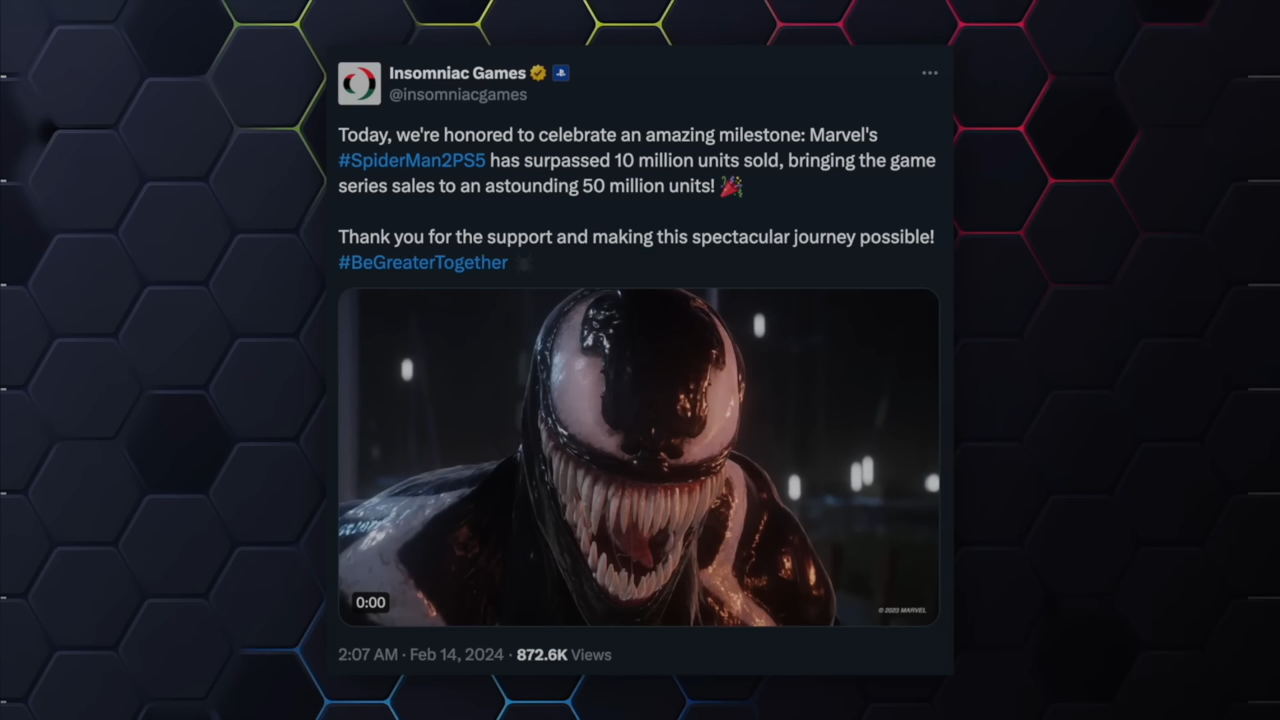 Insomniac Games
@insomniacgames
Today, we're honored to celebrate an amazing milestone: Marvel's
#SpiderMan2PS5 has surpassed 10 million units sold, bringing the game
series sales to an astounding 50 million units! 🎉
Thank you for the support and making this spectacular journey possible!
#BeGreaterTogether 🕷
0:00
© 2023 MARVEL
2:07 AM · Feb 14, 2024 · 872.6K Views